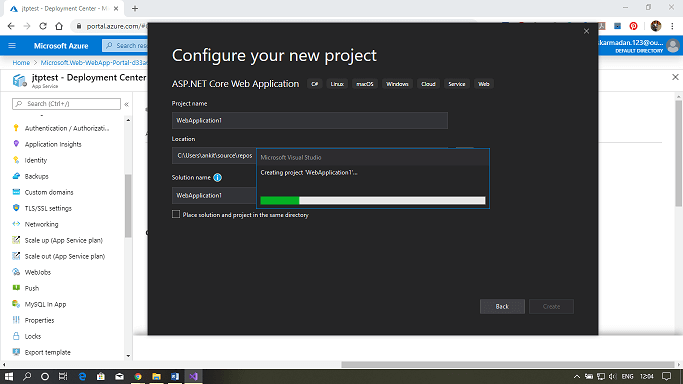 jtptest - Deployment Center - M
portal.azure.com/#
Microsoft Azure
Search reso
ukarmadan.123@ou...
DEFAULT DIRECTORY
Home > Microsoft.Web-WebApp-Portal-d33a
jtptest - Deployment Center
App Service
Search (Ctrl+/)
Authentication / Authorizati...
Application Insights
Identity
Backups
Custom domains
TLS/SSL settings
Networking
Scale up (App Service plan)
Scale out (App Service plan)
WebJobs
Push
MySQL In App
Properties
Locks
Export template
Configure your new project
ASP.NET Core Web Application C# Linux macOS Windows Cloud Service Web
Project name
WebApplication1
Location
C:\Users\ankit\source\repos
Solution name
WebApplication1
Place solution and project in the same directory
Microsoft Visual Studio
Creating project 'WebApplication1'...
Back Create
ENG 12:04